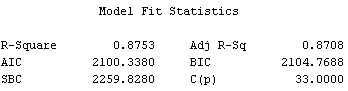 Model Fit Statistics
R-Square 0.8753 Adj R-Sq 0.8708
AIC 2100.3380 BIC 2104.7688
SBC 2259.8280 C(p) 33.0000